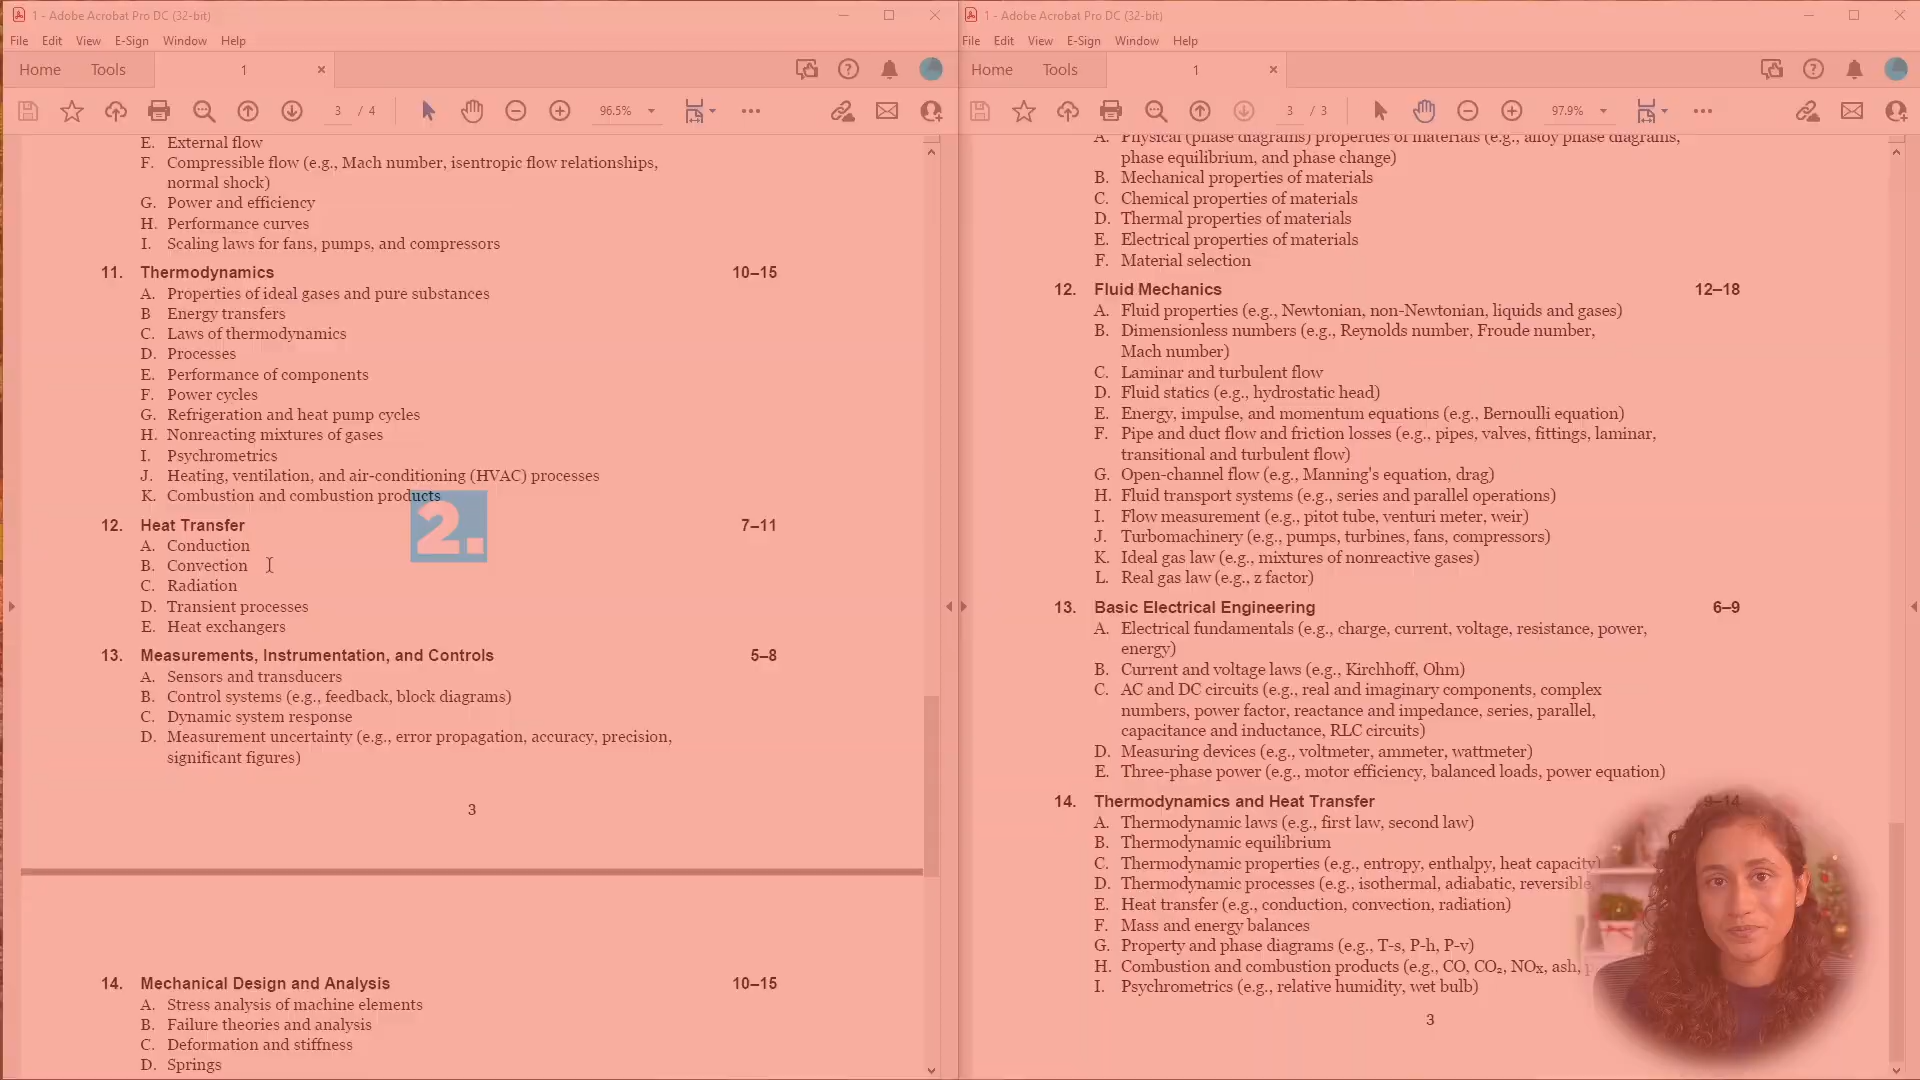 1 - Adobe Acrobat Pro DC (32-bit)
File Edit View E-Sign Window Help
Home Tools 1
3 / 4 96.5%
E. External flow
F. Compressible flow (e.g., Mach number, isentropic flow relationships,
normal shock)
G. Power and efficiency
H. Performance curves
I. Scaling laws for fans, pumps, and compressors
11. Thermodynamics 10–15
A. Properties of ideal gases and pure substances
B Energy transfers
C. Laws of thermodynamics
D. Processes
E. Performance of components
F. Power cycles
G. Refrigeration and heat pump cycles
H. Nonreacting mixtures of gases
I. Psychrometrics
J. Heating, ventilation, and air-conditioning (HVAC) processes
K. Combustion and combustion products
2.
12. Heat Transfer 7–11
A. Conduction
B. Convection
C. Radiation
D. Transient processes
E. Heat exchangers
13. Measurements, Instrumentation, and Controls 5–8
A. Sensors and transducers
B. Control systems (e.g., feedback, block diagrams)
C. Dynamic system response
D. Measurement uncertainty (e.g., error propagation, accuracy, precision,
significant figures)
3
14. Mechanical Design and Analysis 10–15
A. Stress analysis of machine elements
B. Failure theories and analysis
C. Deformation and stiffness
D. Springs
1 - Adobe Acrobat Pro DC (32-bit)
File Edit View E-Sign Window Help
Home Tools 1
3 / 3 97.9%
A. Physical (phase diagrams) properties of materials (e.g., alloy phase diagrams,
phase equilibrium, and phase change)
B. Mechanical properties of materials
C. Chemical properties of materials
D. Thermal properties of materials
E. Electrical properties of materials
F. Material selection
12. Fluid Mechanics 12–18
A. Fluid properties (e.g., Newtonian, non-Newtonian, liquids and gases)
B. Dimensionless numbers (e.g., Reynolds number, Froude number,
Mach number)
C. Laminar and turbulent flow
D. Fluid statics (e.g., hydrostatic head)
E. Energy, impulse, and momentum equations (e.g., Bernoulli equation)
F. Pipe and duct flow and friction losses (e.g., pipes, valves, fittings, laminar,
transitional and turbulent flow)
G. Open-channel flow (e.g., Manning's equation, drag)
H. Fluid transport systems (e.g., series and parallel operations)
I. Flow measurement (e.g., pitot tube, venturi meter, weir)
J. Turbomachinery (e.g., pumps, turbines, fans, compressors)
K. Ideal gas law (e.g., mixtures of nonreactive gases)
L. Real gas law (e.g., z factor)
13. Basic Electrical Engineering 6–9
A. Electrical fundamentals (e.g., charge, current, voltage, resistance, power,
energy)
B. Current and voltage laws (e.g., Kirchhoff, Ohm)
C. AC and DC circuits (e.g., real and imaginary components, complex
numbers, power factor, reactance and impedance, series, parallel,
capacitance and inductance, RLC circuits)
D. Measuring devices (e.g., voltmeter, ammeter, wattmeter)
E. Three-phase power (e.g., motor efficiency, balanced loads, power equation)
14. Thermodynamics and Heat Transfer 9–14
A. Thermodynamic laws (e.g., first law, second law)
B. Thermodynamic equilibrium
C. Thermodynamic properties (e.g., entropy, enthalpy, heat capacity)
D. Thermodynamic processes (e.g., isothermal, adiabatic, reversible,
E. Heat transfer (e.g., conduction, convection, radiation)
F. Mass and energy balances
G. Property and phase diagrams (e.g., T-s, P-h, P-v)
H. Combustion and combustion products (e.g., CO, CO₂, NOx, ash,
I. Psychrometrics (e.g., relative humidity, wet bulb)
3